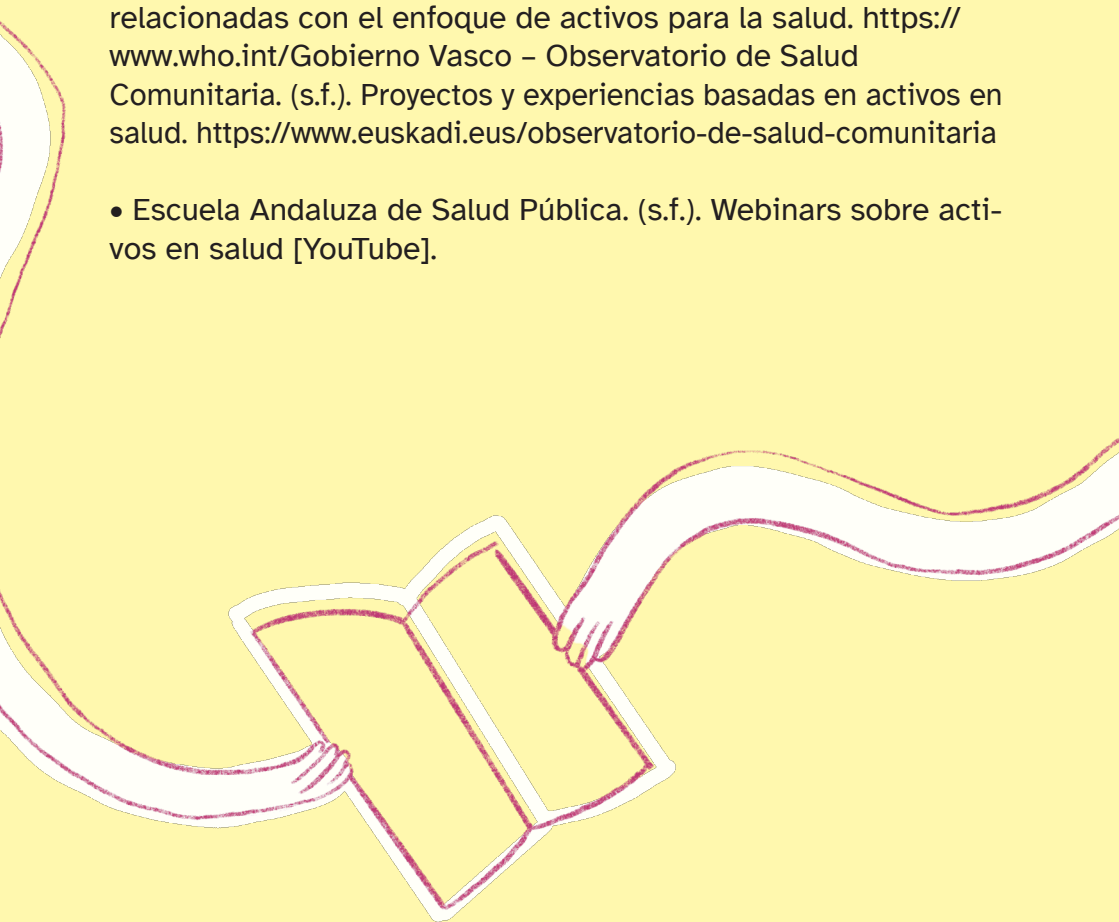 relacionadas con el enfoque de activos para la salud. https://
www.who.int/Gobierno Vasco – Observatorio de Salud
Comunitaria. (s.f.). Proyectos y experiencias basadas en activos en
salud. https://www.euskadi.eus/observatorio-de-salud-comunitaria
• Escuela Andaluza de Salud Pública. (s.f.). Webinars sobre acti-
vos en salud [YouTube].